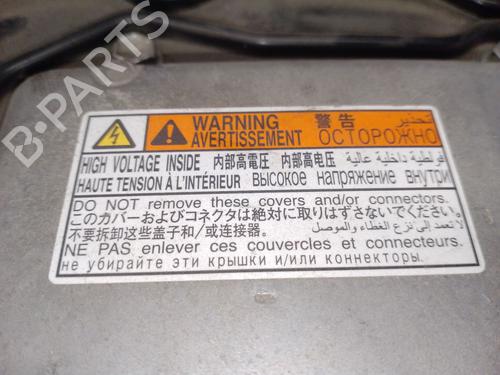 B-PARTS
WARNING 警告 تحذير
AVERTISSEMENT ОСТОРОЖНО
HIGH VOLTAGE INSIDE 内部高電圧 内部高电压 فولطية داخلية عالية
HAUTE TENSION À L'INTÉRIEUR высокое напряжение внутри
DO NOT remove these covers and/or connectors.
このカバーおよびコネクタは絶対に取りはずさないでください。
不要拆卸这些盖子和/或连接器. لا تعمد إلى نزع الغطاء والموصل
NE PAS enlever ces couvercles et connecteurs.
не убирайте эти крышки и/или коннекторы.